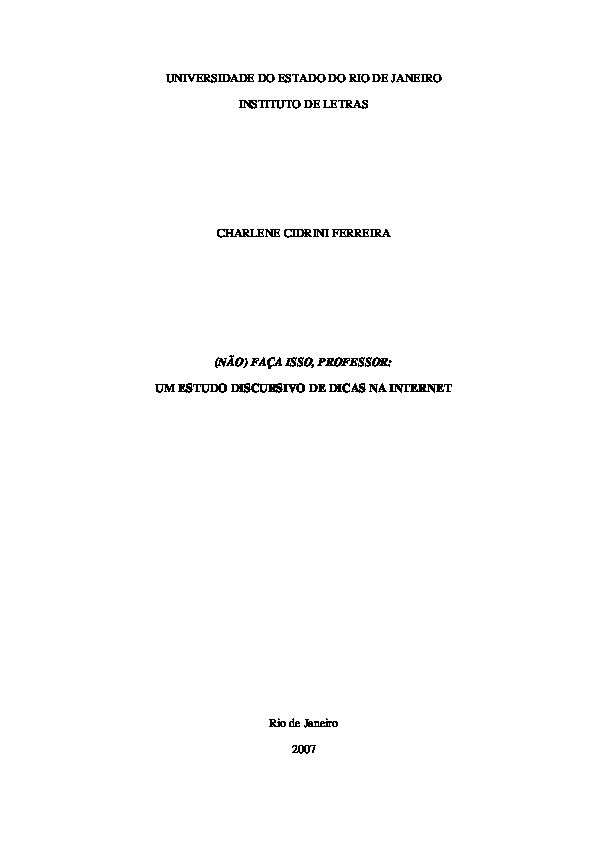 UNIVERSIDADE DO ESTADO DO RIO DE JANEIRO
INSTITUTO DE LETRAS
CHARLENE CIDRINI FERREIRA
(NÃO) FAÇA ISSO, PROFESSOR:
UM ESTUDO DISCURSIVO DE DICAS NA INTERNET
Rio de Janeiro
2007